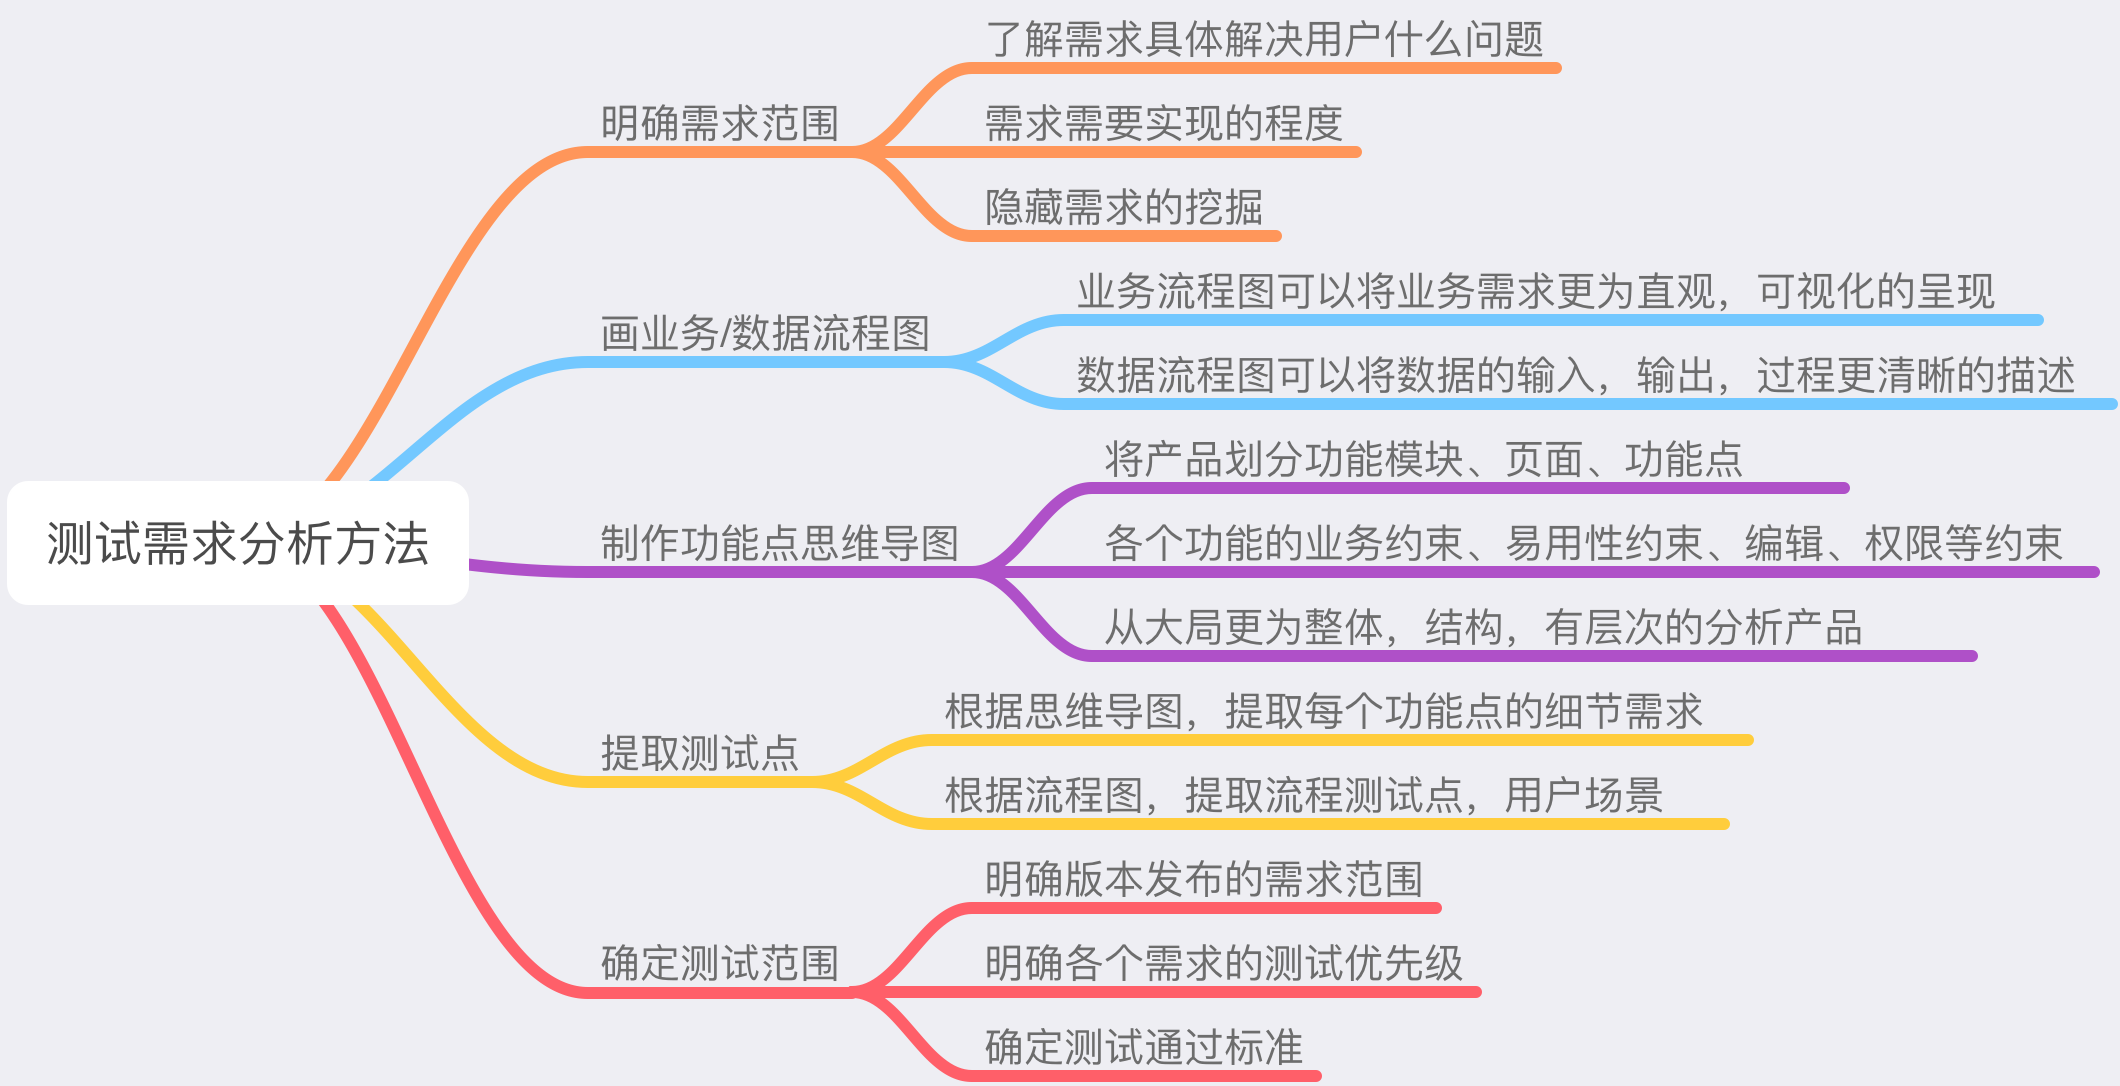 测试需求分析方法
明确需求范围
了解需求具体解决用户什么问题
需求需要实现的程度
隐藏需求的挖掘
画业务/数据流程图
业务流程图可以将业务需求更为直观，可视化的呈现
数据流程图可以将数据的输入，输出，过程更清晰的描述
制作功能点思维导图
将产品划分功能模块、页面、功能点
各个功能的业务约束、易用性约束、编辑、权限等约束
从大局更为整体，结构，有层次的分析产品
提取测试点
根据思维导图，提取每个功能点的细节需求
根据流程图，提取流程测试点，用户场景
确定测试范围
明确版本发布的需求范围
明确各个需求的测试优先级
确定测试通过标准